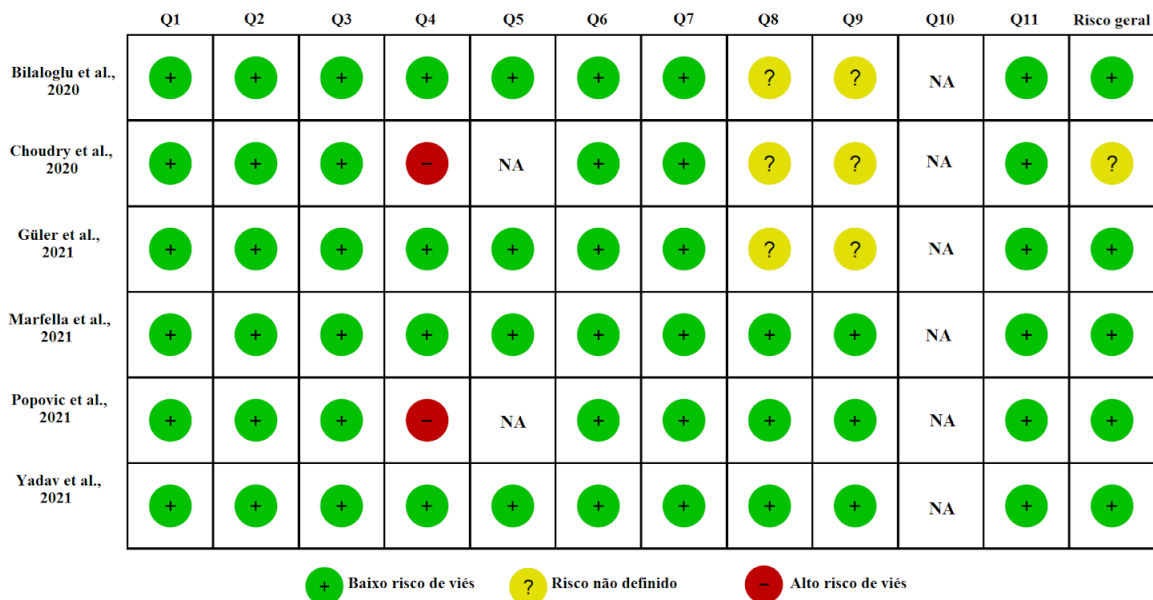 Q1 Q2 Q3 Q4 Q5 Q6 Q7 Q8 Q9 Q10 Q11 Risco geral
Bilaloglu et al.,
2020
+ + + + + + + ? ? NA + +
Choudry et al.,
2020
+ + + − NA + + ? ? NA + ?
Güler et al.,
2021
+ + + + + + + ? ? NA + +
Marfella et al.,
2021
+ + + + + + + + + NA + +
Popovic et al.,
2021
+ + + − NA + + + + NA + +
Yadav et al.,
2021
+ + + + + + + + + NA + +
+ Baixo risco de viés ? Risco não definido − Alto risco de viés